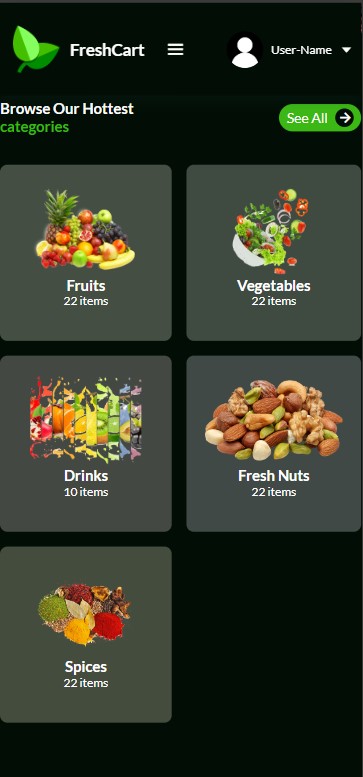 FreshCart
User-Name
Browse Our Hottest
categories
See All
Fruits
22 items
Vegetables
22 items
Drinks
10 items
Fresh Nuts
22 items
Spices
22 items